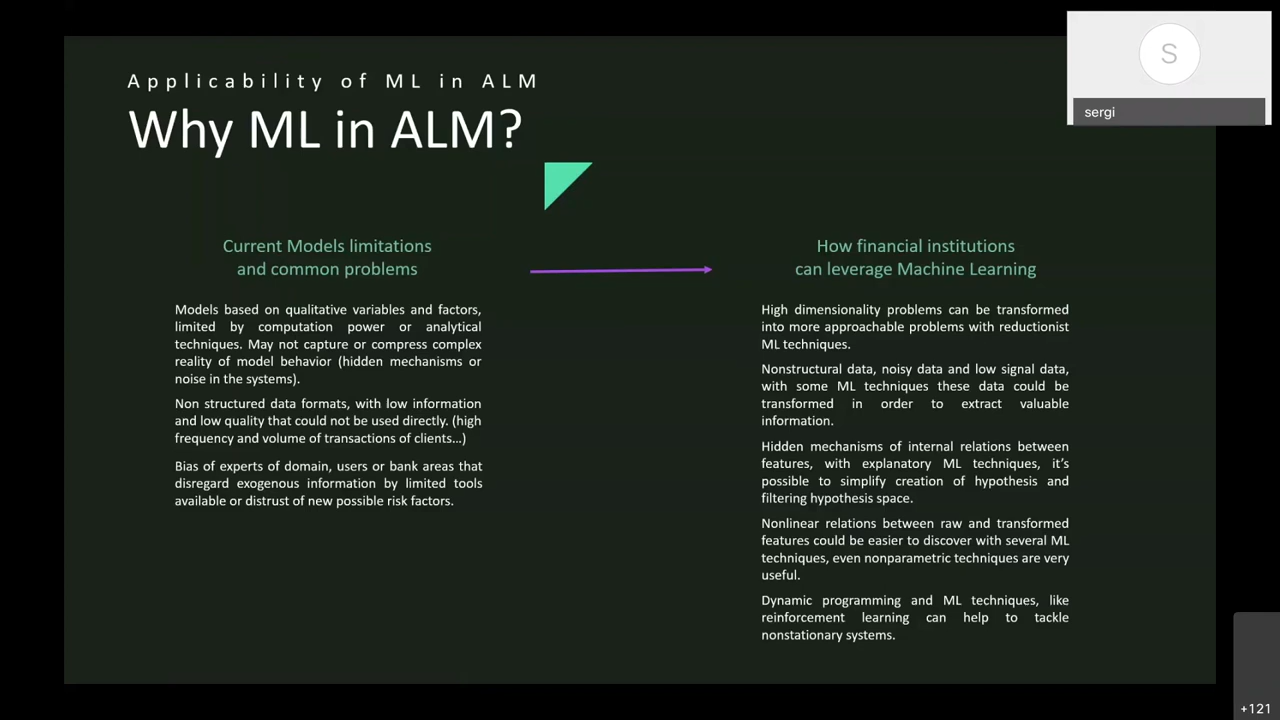 Applicability of ML in ALM
Why ML in ALM?
S
sergi
Current Models limitations
and common problems
Models based on qualitative variables and factors,
limited by computation power or analytical
techniques. May not capture or compress complex
reality of model behavior (hidden mechanisms or
noise in the systems).
Non structured data formats, with low information
and low quality that could not be used directly. (high
frequency and volume of transactions of clients…)
Bias of experts of domain, users or bank areas that
disregard exogenous information by limited tools
available or distrust of new possible risk factors.
How financial institutions
can leverage Machine Learning
High dimensionality problems can be transformed
into more approachable problems with reductionist
ML techniques.
Nonstructural data, noisy data and low signal data,
with some ML techniques these data could be
transformed in order to extract valuable
information.
Hidden mechanisms of internal relations between
features, with explanatory ML techniques, it's
possible to simplify creation of hypothesis and
filtering hypothesis space.
Nonlinear relations between raw and transformed
features could be easier to discover with several ML
techniques, even nonparametric techniques are very
useful.
Dynamic programming and ML techniques, like
reinforcement learning can help to tackle
nonstationary systems.
+121